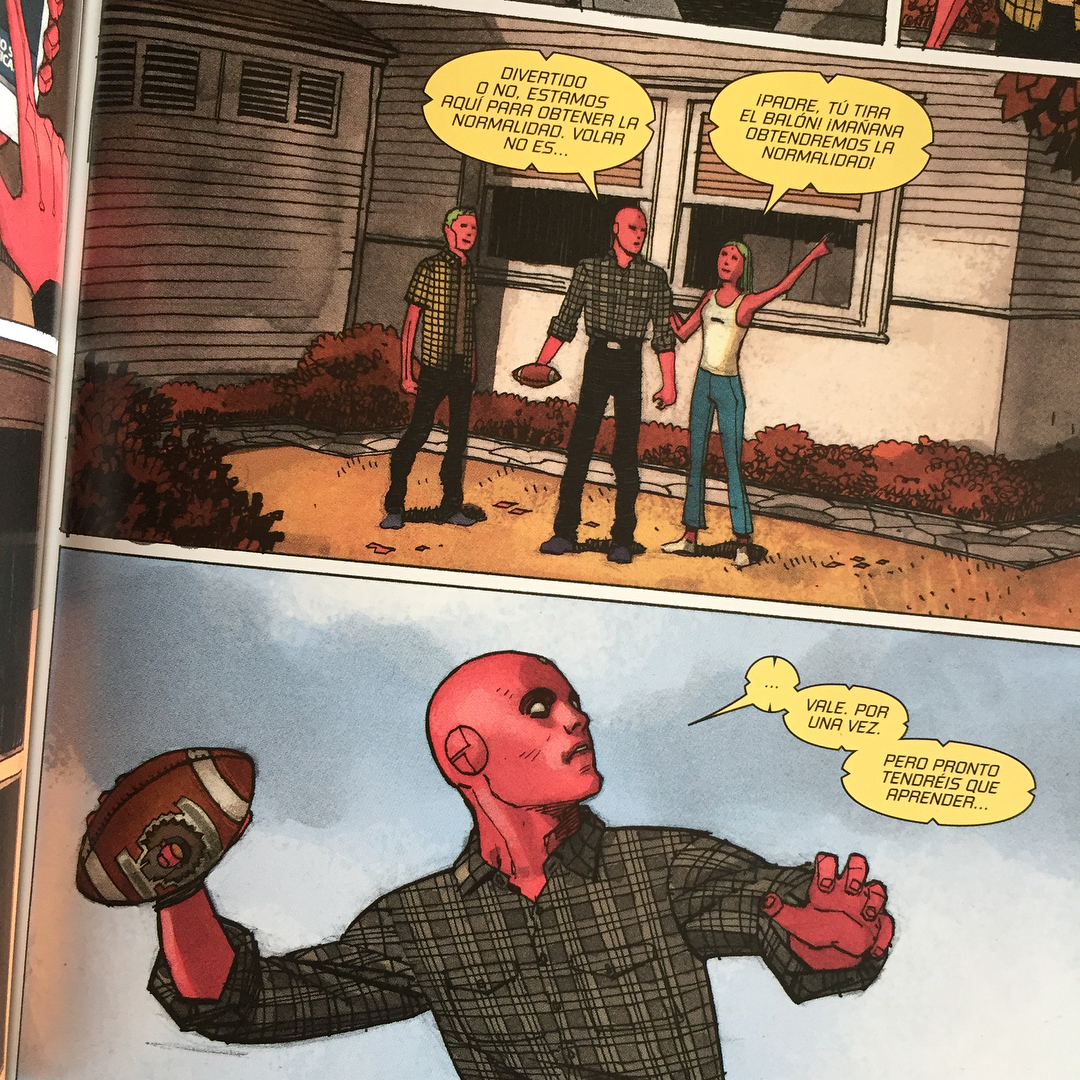 DIVERTIDO
O NO, ESTAMOS
AQUÍ PARA OBTENER LA
NORMALIDAD. VOLAR
NO ES...
¡PADRE, TÚ TIRA
EL BALÓN! ¡MAÑANA
OBTENDREMOS LA
NORMALIDAD!
...
VALE. POR
UNA VEZ.
PERO PRONTO
TENDRÉIS QUE
APRENDER...